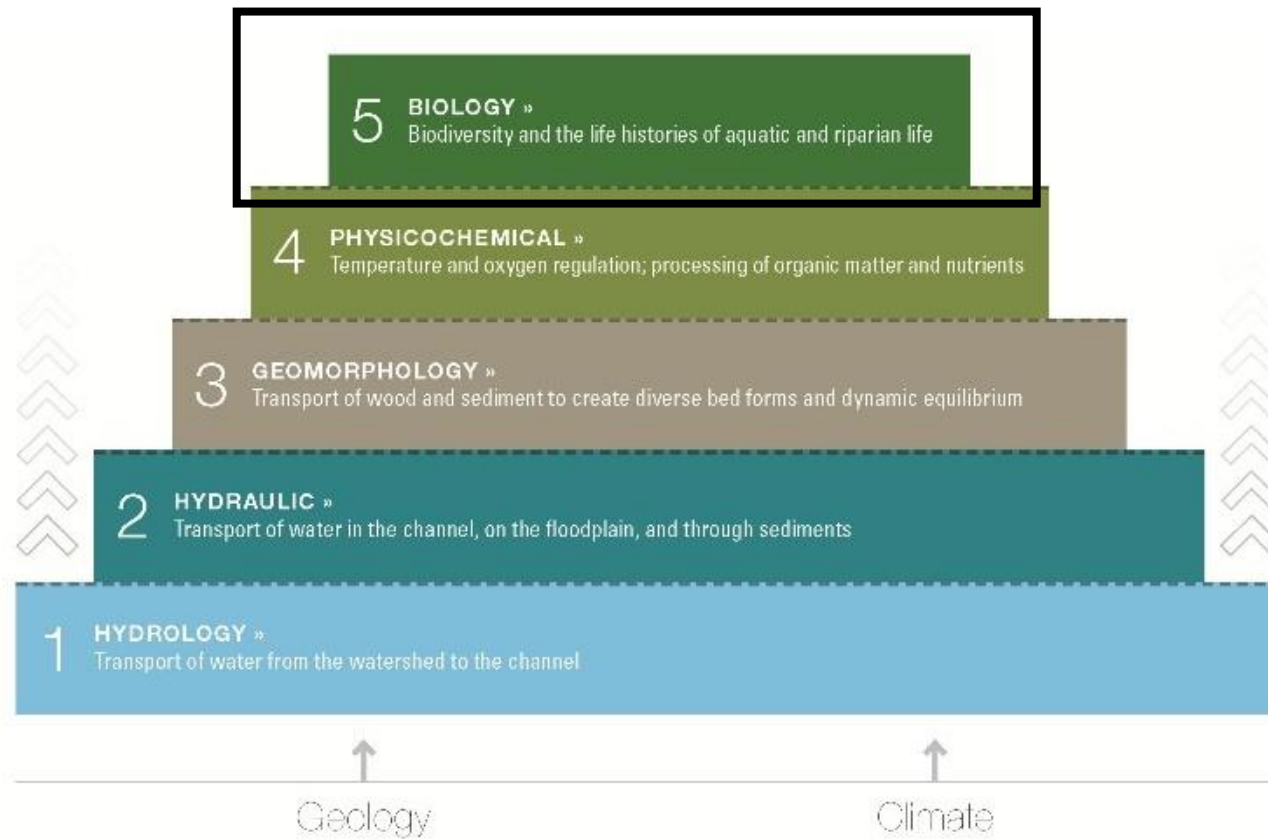 5 BIOLOGY »
Biodiversity and the life histories of aquatic and riparian life
4 PHYSICOCHEMICAL »
Temperature and oxygen regulation; processing of organic matter and nutrients
3 GEOMORPHOLOGY »
Transport of wood and sediment to create diverse bed forms and dynamic equilibrium
2 HYDRAULIC »
Transport of water in the channel, on the floodplain, and through sediments
1 HYDROLOGY »
Transport of water from the watershed to the channel
Geology Climate